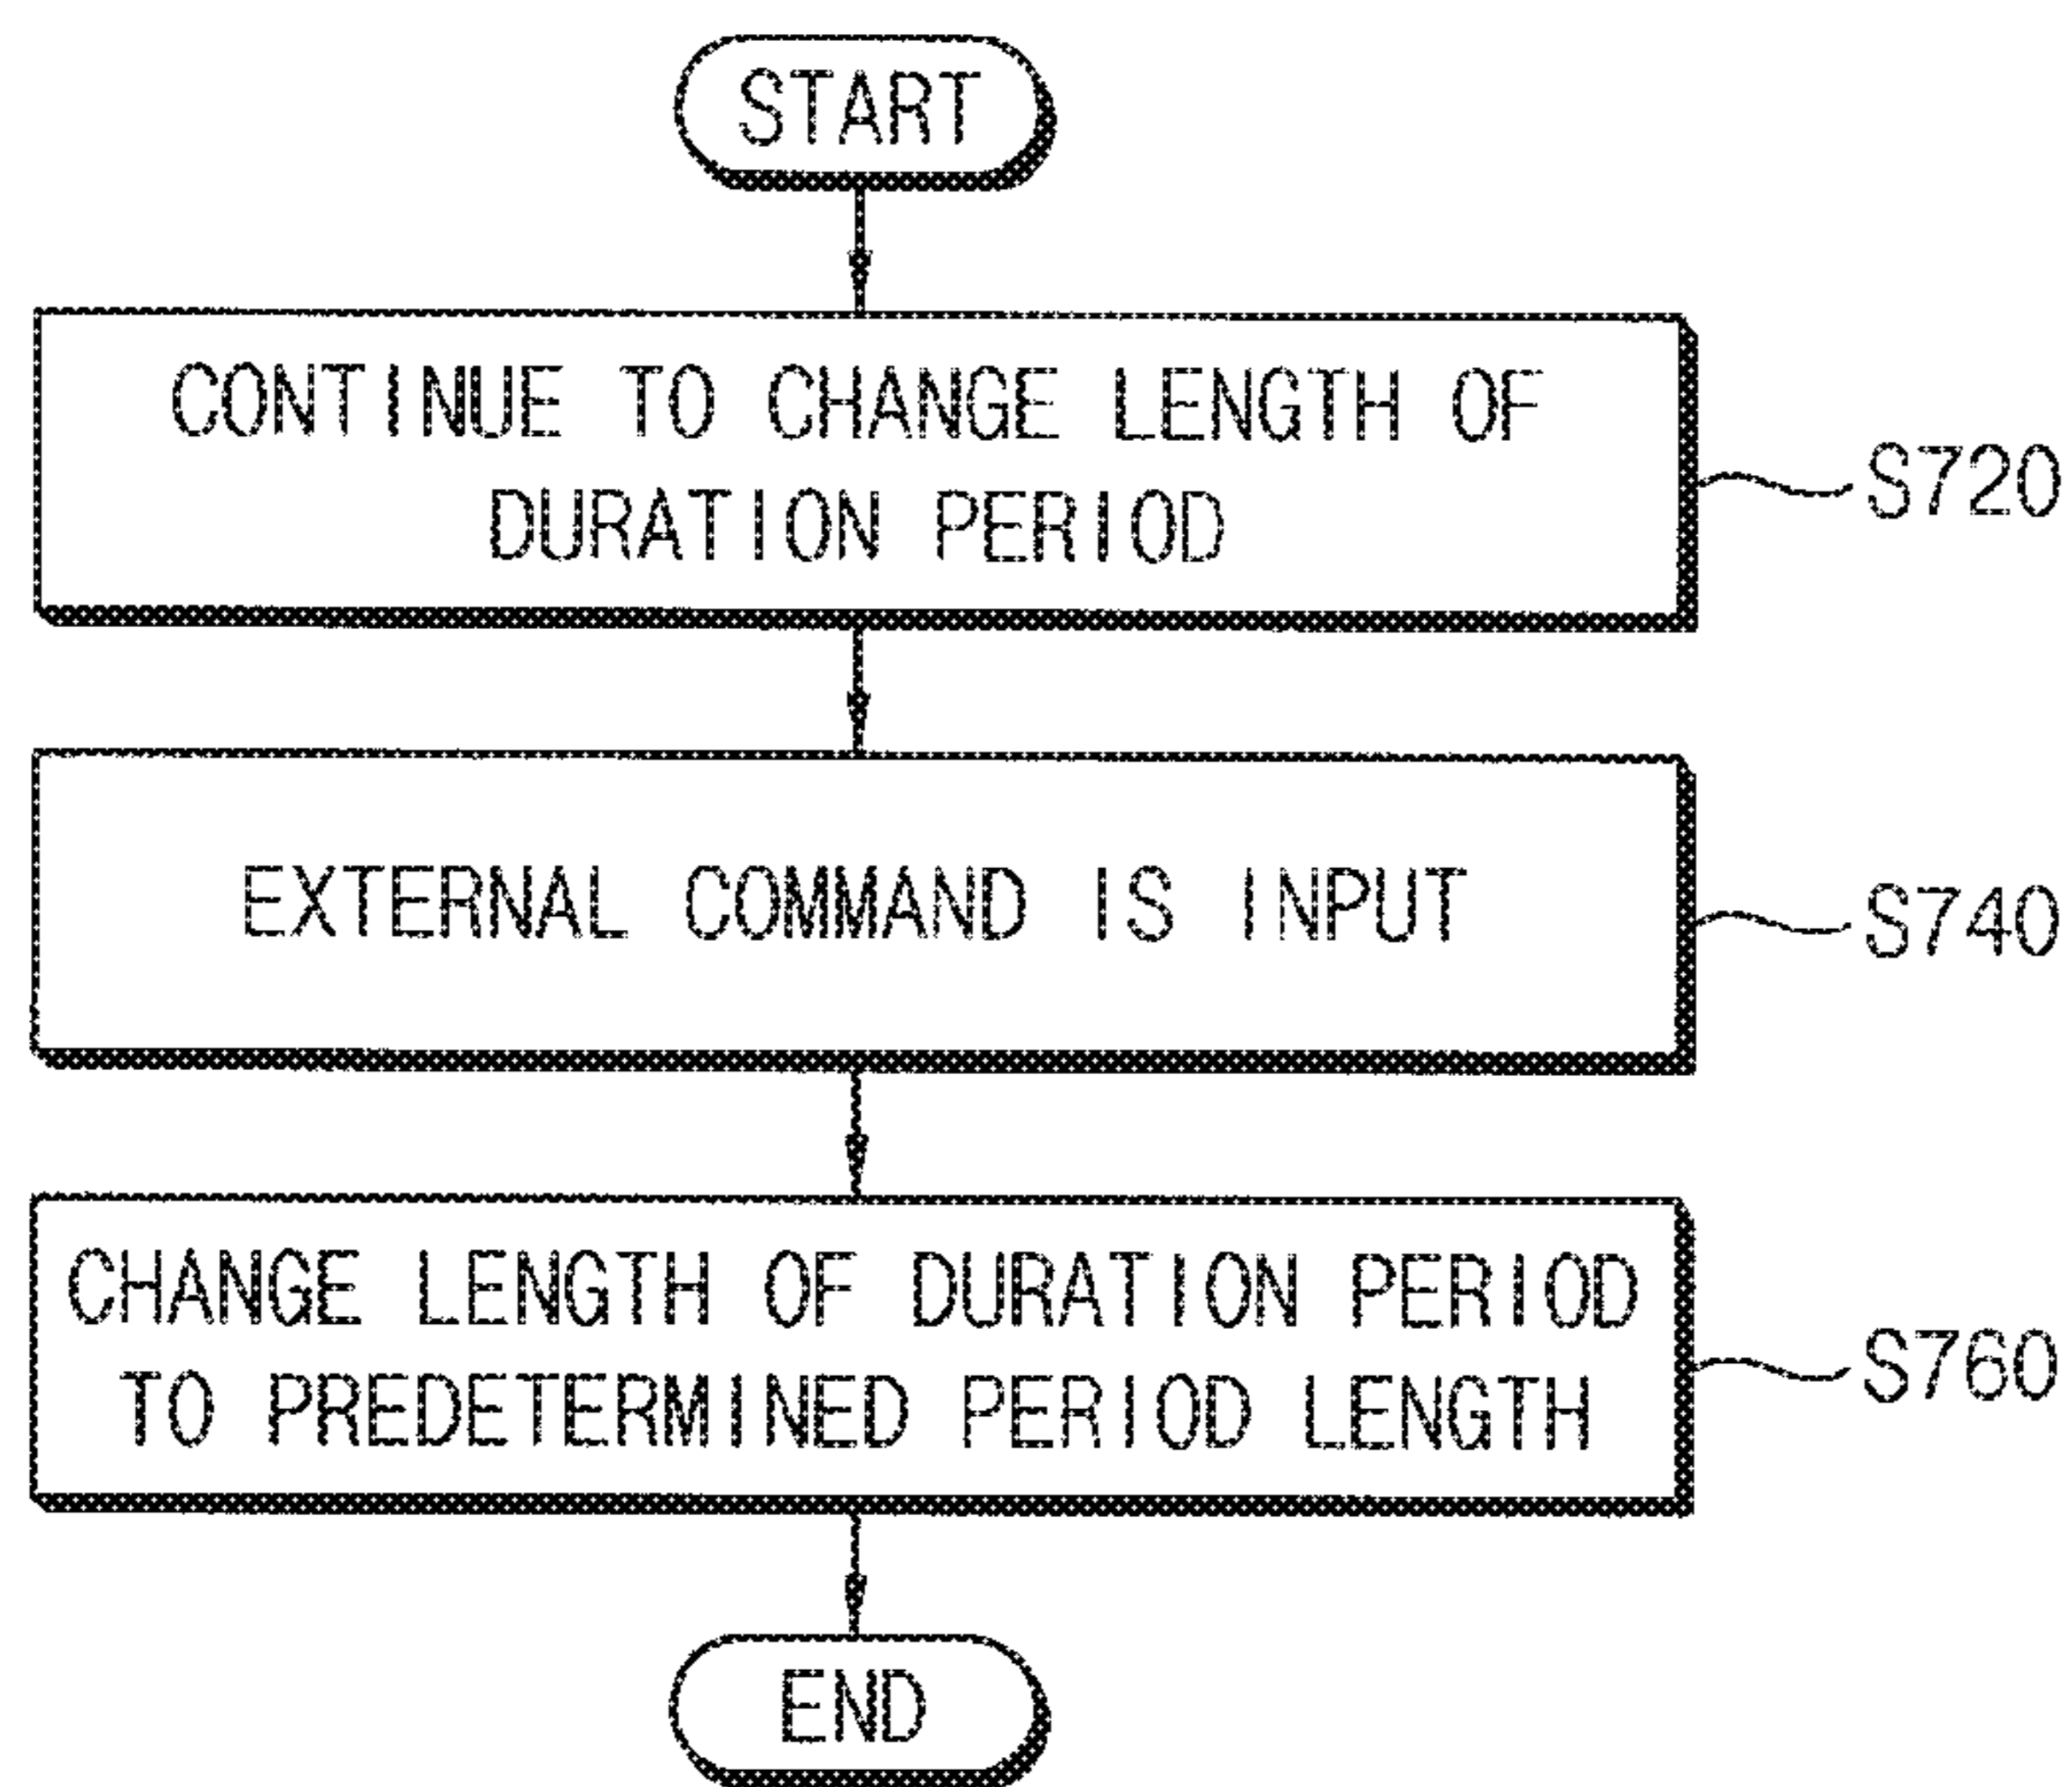 START
CONTINUE TO CHANGE LENGTH OF
DURATION PERIOD
S720
EXTERNAL COMMAND IS INPUT
S740
CHANGE LENGTH OF DURATION PERIOD
TO PREDETERMINED PERIOD LENGTH
S760
END